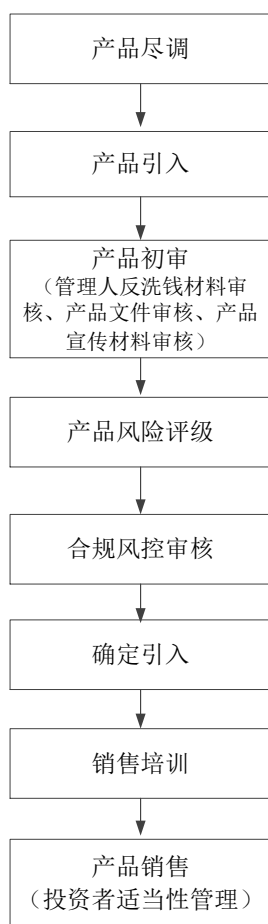 产品尽调
产品引入
产品初审
（管理人反洗钱材料审
核、产品文件审核、产品
宣传材料审核）
产品风险评级
合规风控审核
确定引入
销售培训
产品销售
（投资者适当性管理）